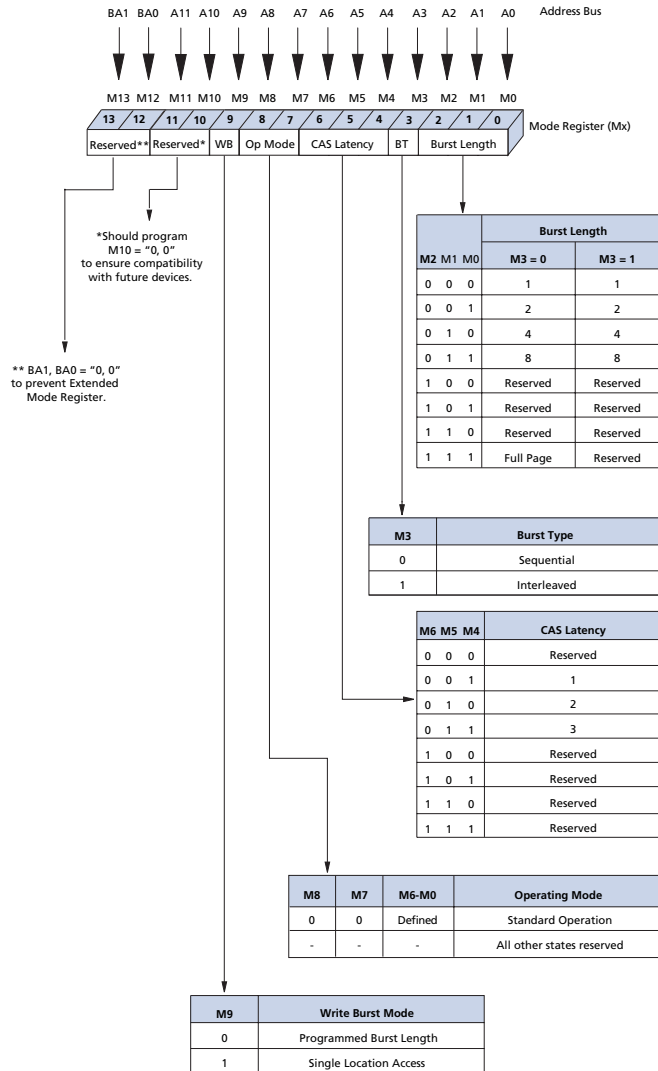 BA1 BA0 A11 A10 A9 A8 A7 A6 A5 A4 A3 A2 A1 A0 Address Bus
M13 M12 M11 M10 M9 M8 M7 M6 M5 M4 M3 M2 M1 M0
13 12 11 10 9 8 7 6 5 4 3 2 1 0 Mode Register (Mx)
Reserved** Reserved* WB Op Mode CAS Latency BT Burst Length
*Should program
M10 = “0, 0”
to ensure compatibility
with future devices.
** BA1, BA0 = “0, 0”
to prevent Extended
Mode Register.
Burst Length
M2 M1 M0 M3 = 0 M3 = 1
0 0 0 1 1
0 0 1 2 2
0 1 0 4 4
0 1 1 8 8
1 0 0 Reserved Reserved
1 0 1 Reserved Reserved
1 1 0 Reserved Reserved
1 1 1 Full Page Reserved
M3 Burst Type
0 Sequential
1 Interleaved
M6 M5 M4 CAS Latency
0 0 0 Reserved
0 0 1 1
0 1 0 2
0 1 1 3
1 0 0 Reserved
1 0 1 Reserved
1 1 0 Reserved
1 1 1 Reserved
M8 M7 M6-M0 Operating Mode
0 0 Defined Standard Operation
- - - All other states reserved
M9 Write Burst Mode
0 Programmed Burst Length
1 Single Location Access